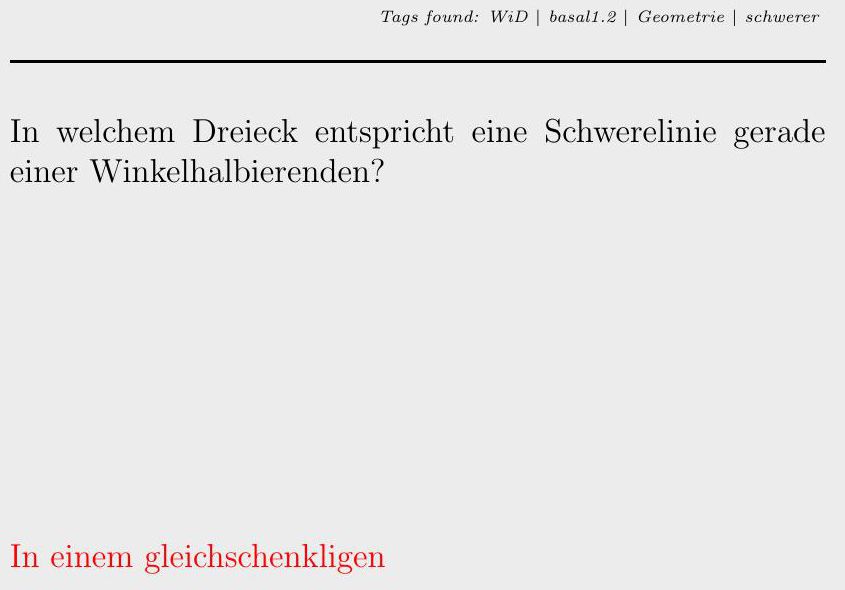 Tags found: WiD | basal1.2 | Geometrie | schwerer
In welchem Dreieck entspricht eine Schwerelinie gerade
einer Winkelhalbierenden?
In einem gleichschenkligen